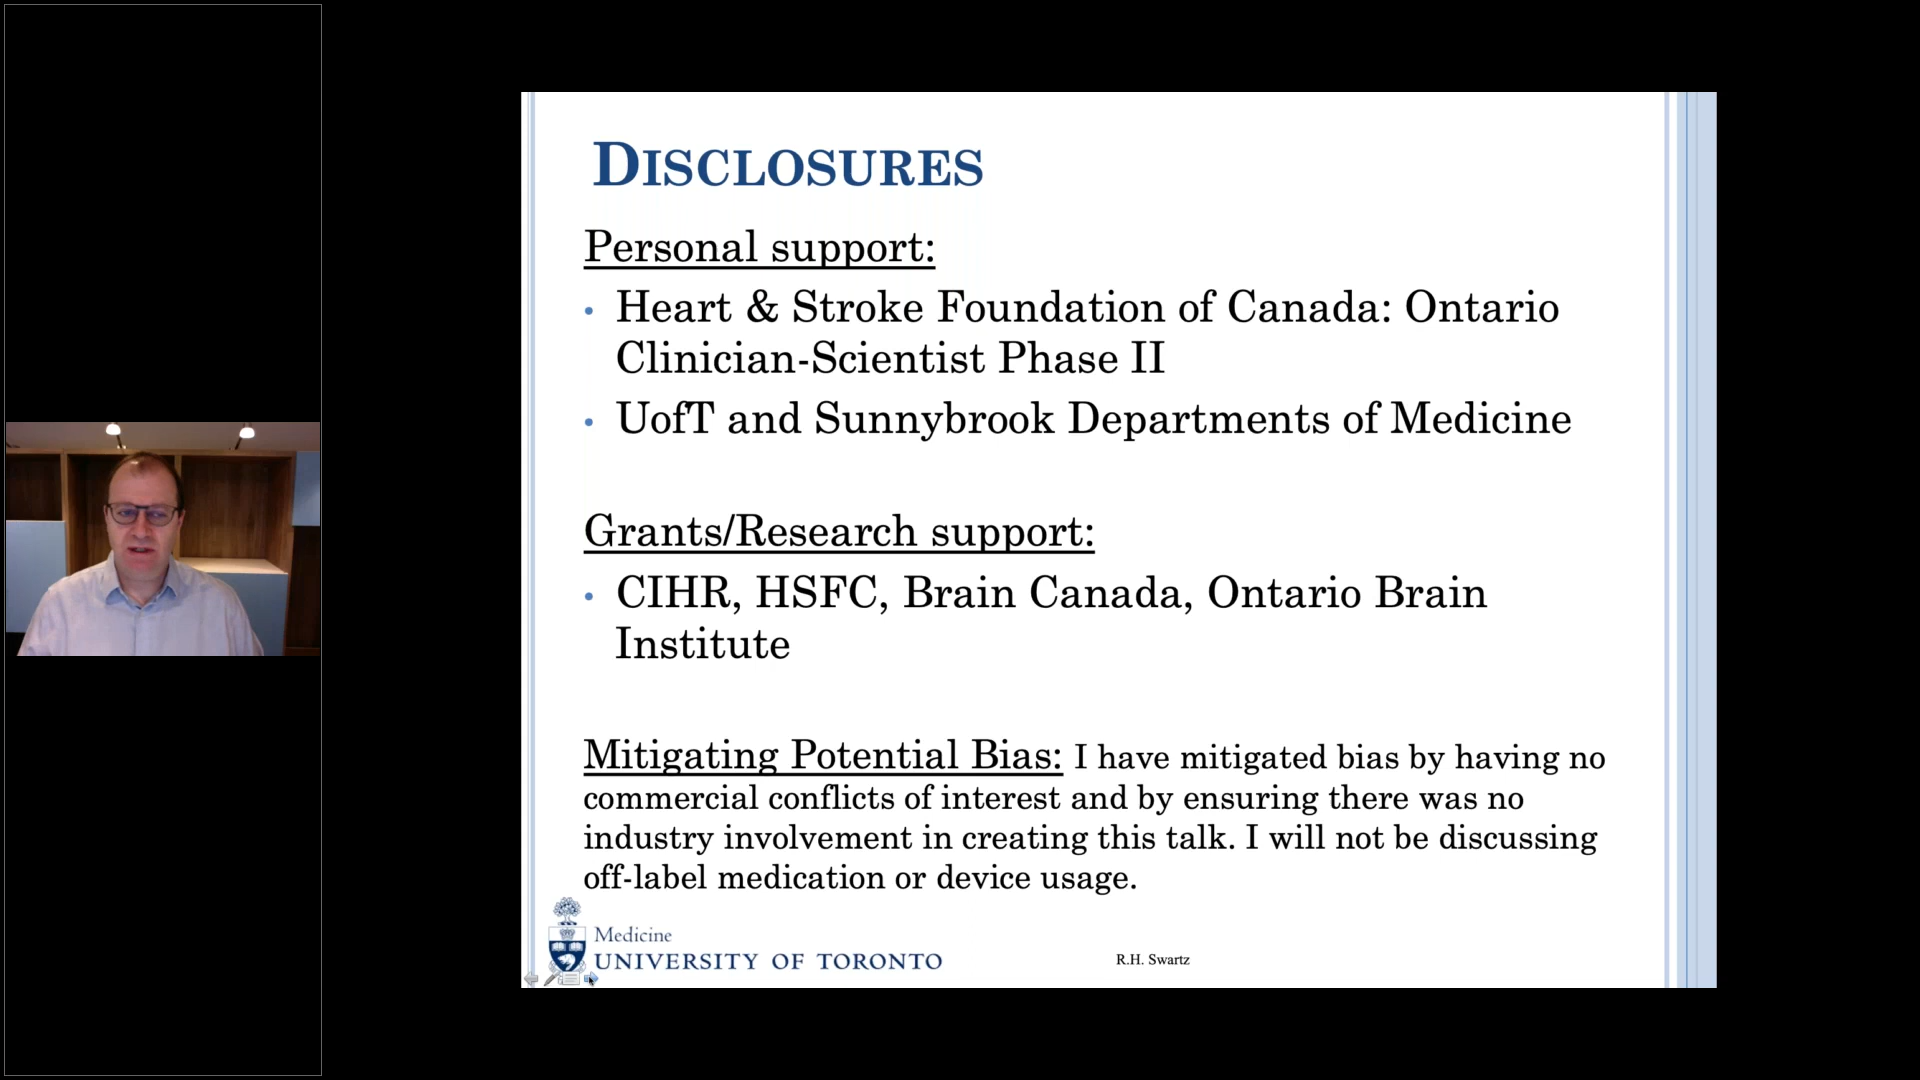 DISCLOSURES
Personal support:
• Heart & Stroke Foundation of Canada: Ontario
Clinician-Scientist Phase II
• UofT and Sunnybrook Departments of Medicine
Grants/Research support:
• CIHR, HSFC, Brain Canada, Ontario Brain
Institute
Mitigating Potential Bias: I have mitigated bias by having no
commercial conflicts of interest and by ensuring there was no
industry involvement in creating this talk. I will not be discussing
off-label medication or device usage.
Medicine
UNIVERSITY OF TORONTO
R.H. Swartz